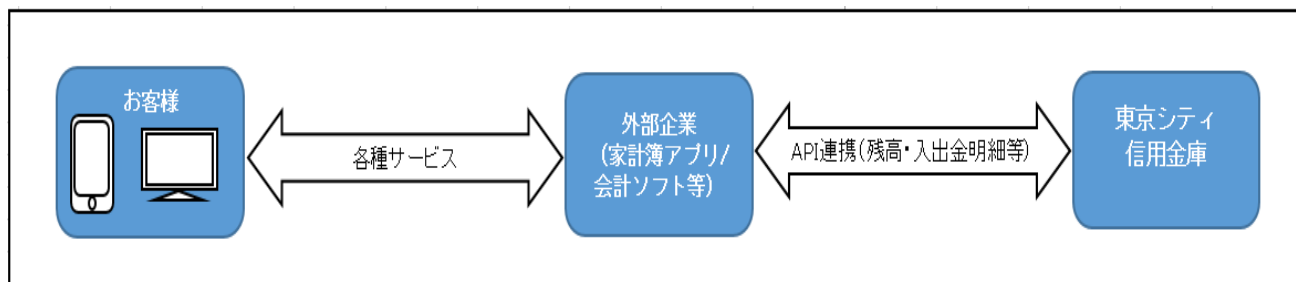 お客様
各種サービス
外部企業
（家計簿アプリ/
会計ソフト等）
API連携（残高・入出金明細等）
東京シティ
信用金庫